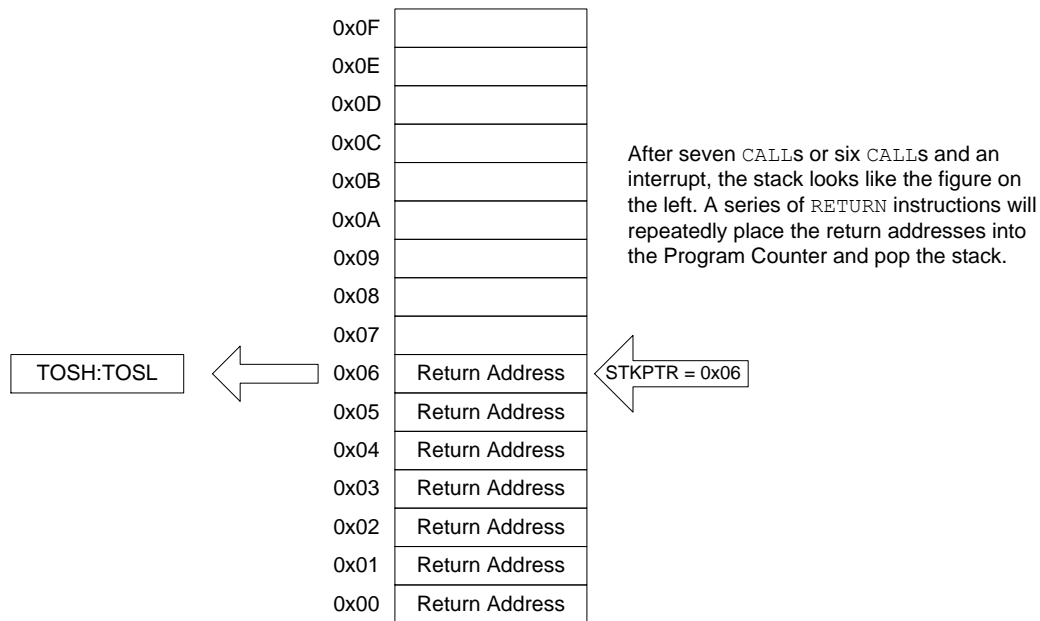 0x0F
0x0E
0x0D
0x0C
0x0B
0x0A
0x09
0x08
0x07
After seven CALLs or six CALLs and an
interrupt, the stack looks like the figure on
the left. A series of RETURN instructions will
repeatedly place the return addresses into
the Program Counter and pop the stack.
TOSH:TOSL
0x06 Return Address
STKPTR = 0x06
0x05 Return Address
0x04 Return Address
0x03 Return Address
0x02 Return Address
0x01 Return Address
0x00 Return Address